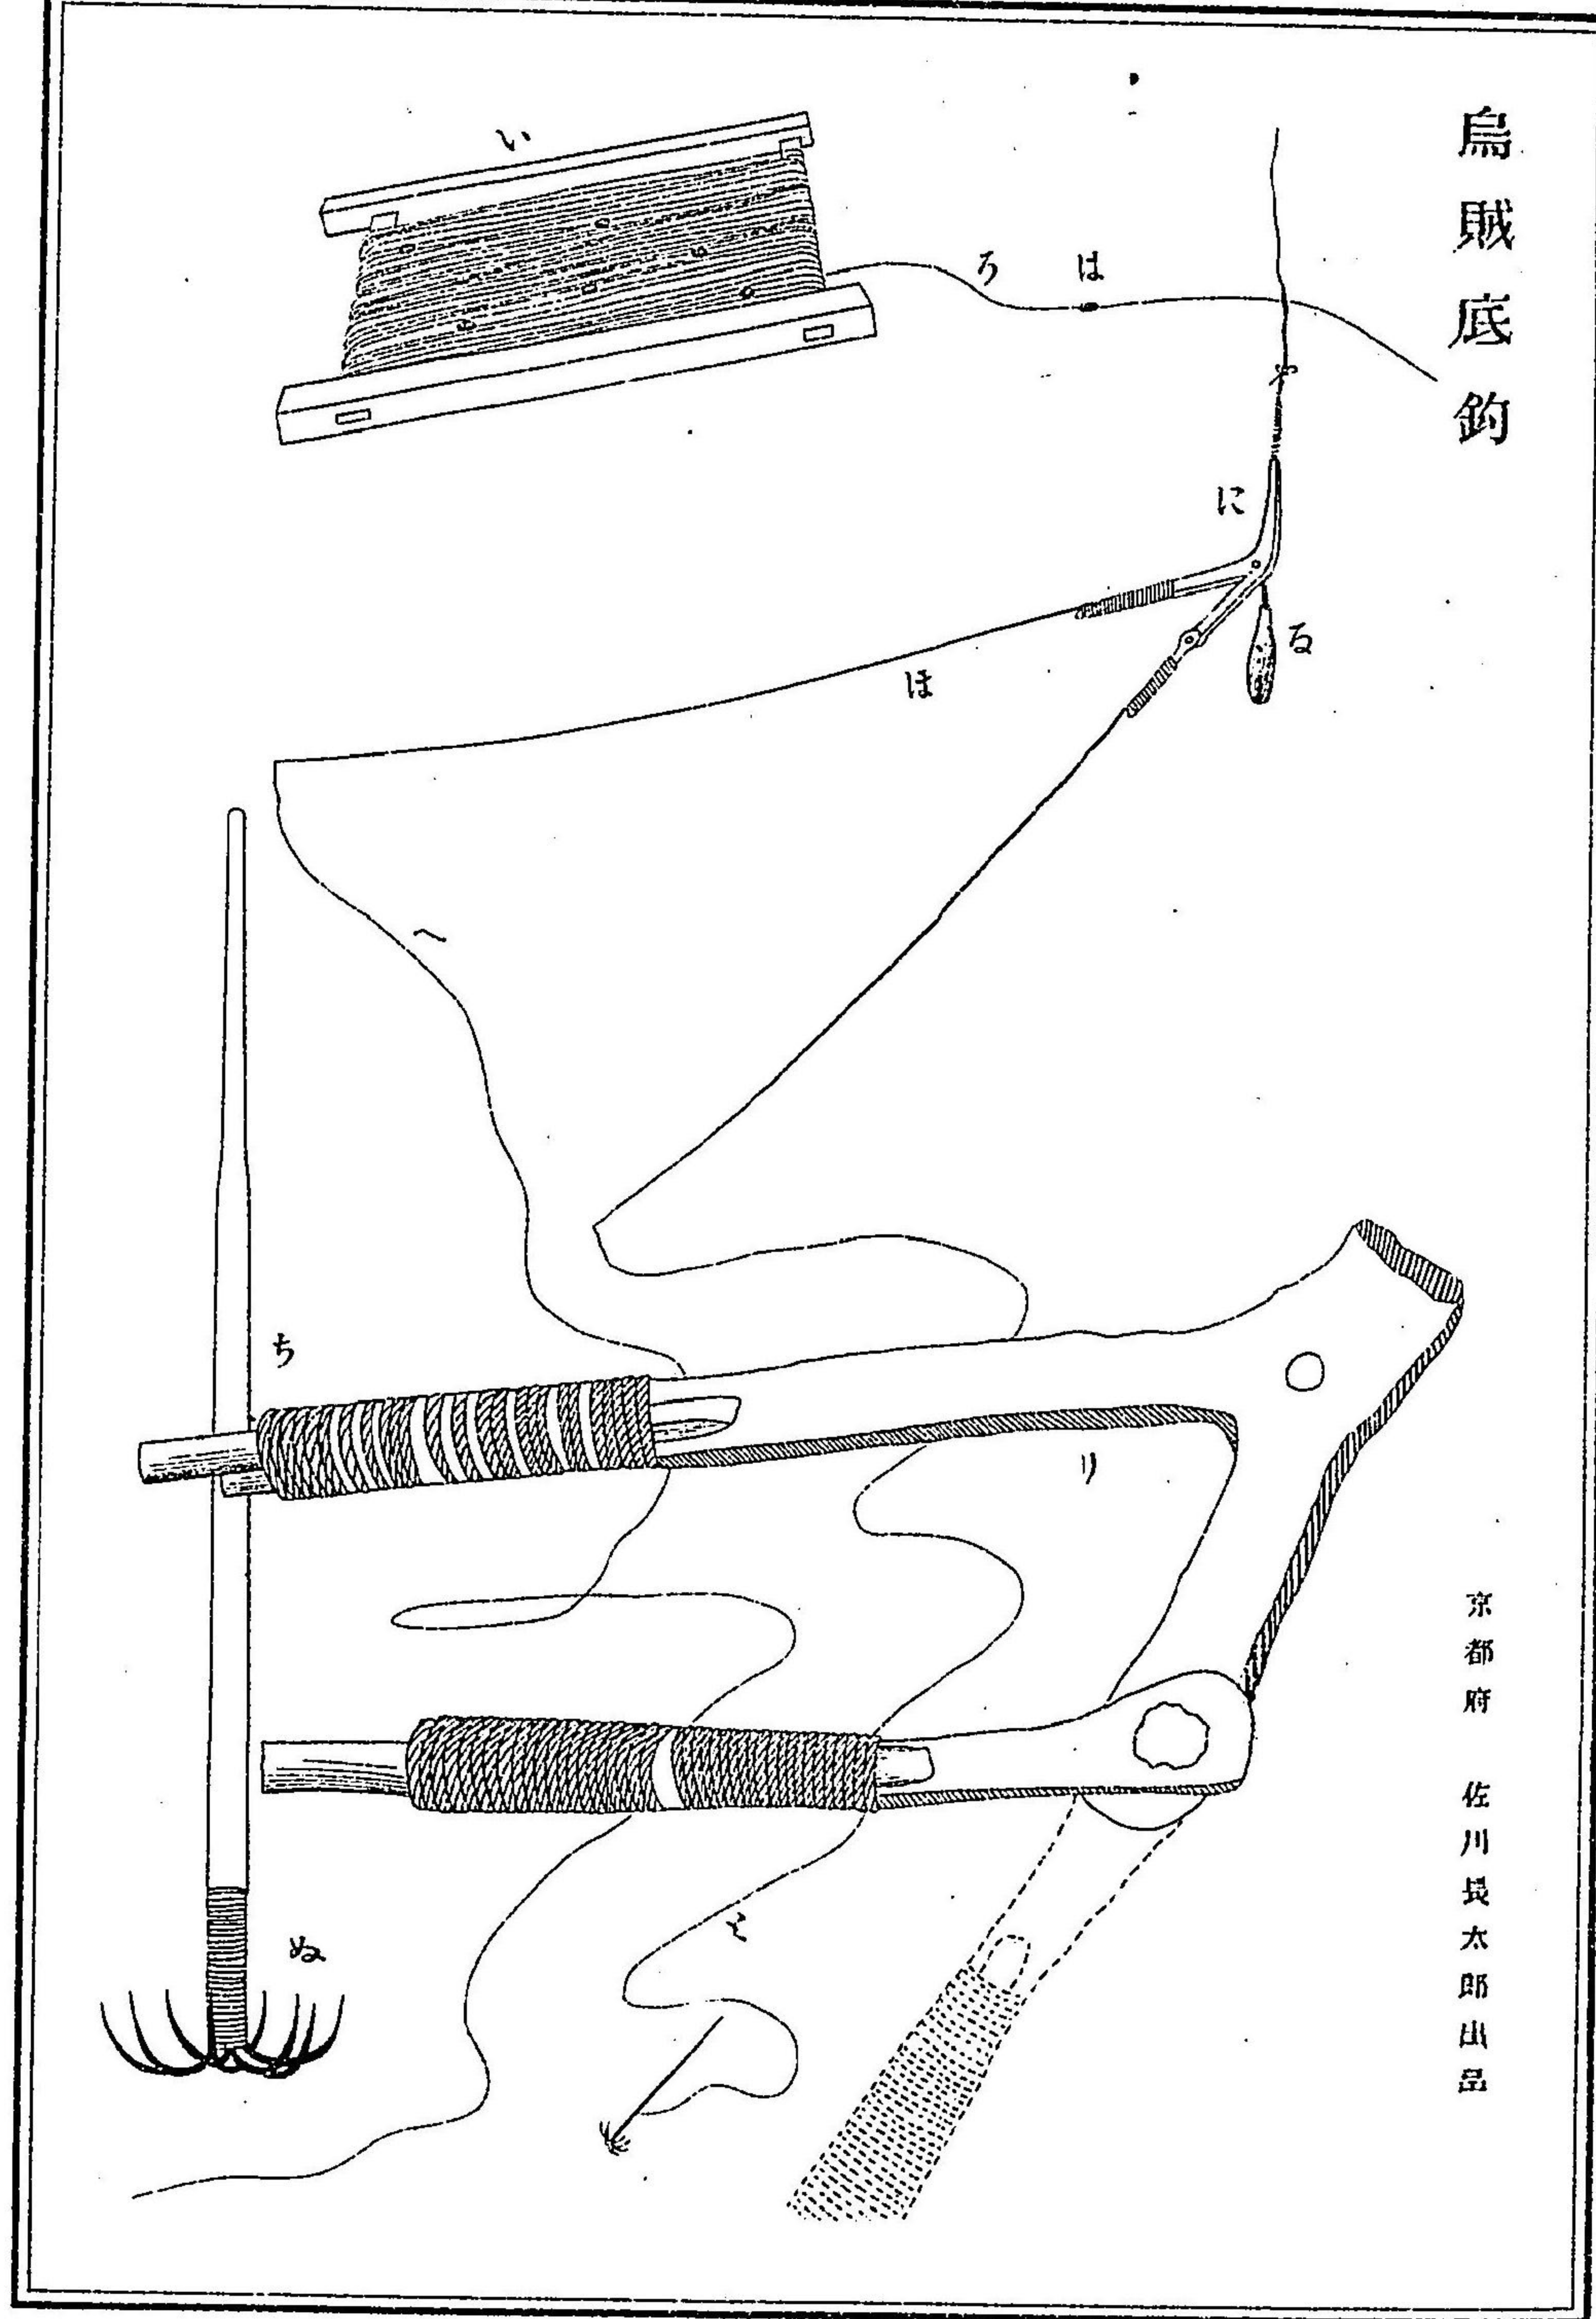 烏賊底釣
い
ろ
は
に
る
ほ
へ
ち
り
と
ぬ
京都府 佐川長太郎出品